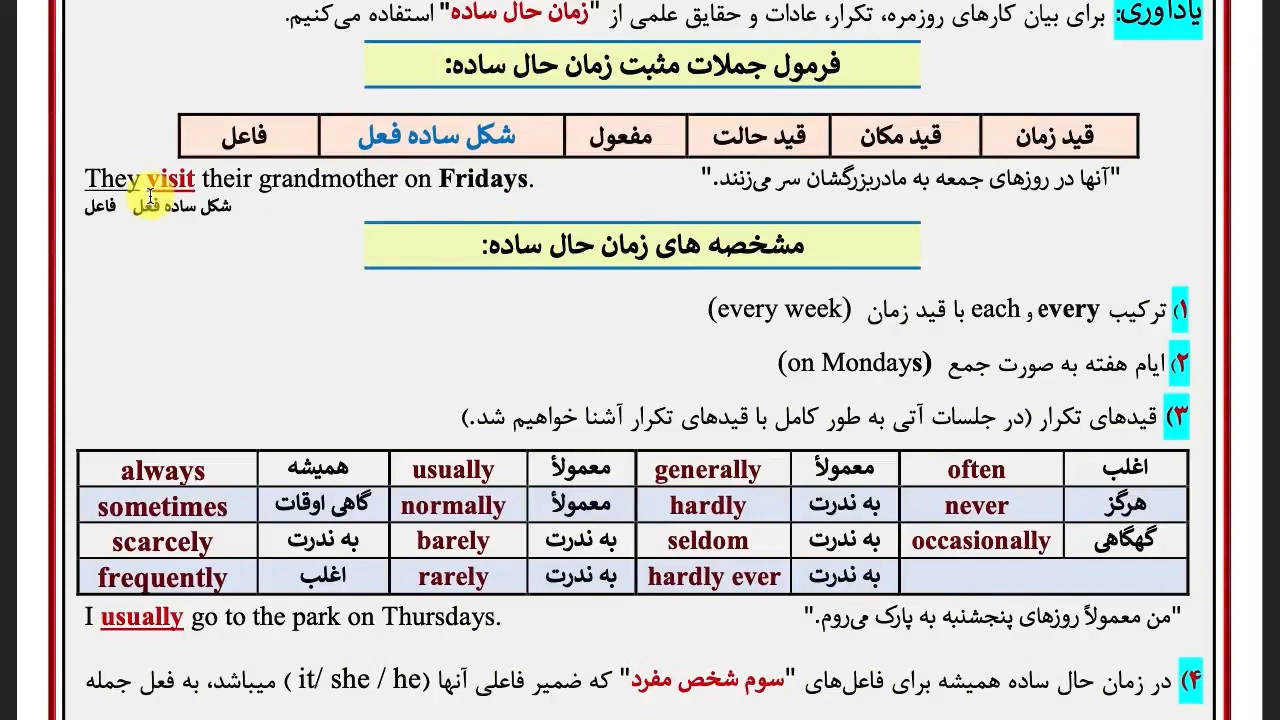 یادآوری: برای بیان کارهای روزمره، تکرار، عادات و حقایق علمی از "زمان حال ساده" استفاده می‌کنیم.
فرمول جملات مثبت زمان حال ساده:
فاعل شکل ساده فعل مفعول قید حالت قید مکان قید زمان
They visit their grandmother on Fridays. "آنها در روزهای جمعه به مادربزرگشان سر می‌زنند."
فاعل شکل ساده فعل
مشخصه های زمان حال ساده:
۱) ترکیب every و each با قید زمان (every week)
۲) ایام هفته به صورت جمع (on Mondays)
۳) قیدهای تکرار (در جلسات آتی به طور کامل با قیدهای تکرار آشنا خواهیم شد.)
always همیشه usually معمولاً generally معمولاً often اغلب
sometimes گاهی اوقات normally معمولاً hardly به ندرت never هرگز
scarcely به ندرت barely به ندرت seldom به ندرت occasionally گهگاهی
frequently اغلب rarely به ندرت hardly ever به ندرت
I usually go to the park on Thursdays. "من معمولاً روزهای پنجشنبه به پارک می‌روم."
۴) در زمان حال ساده همیشه برای فاعل‌های "سوم شخص مفرد" که ضمیر فاعلی آنها (it/ she / he ) میباشد، به فعل جمله